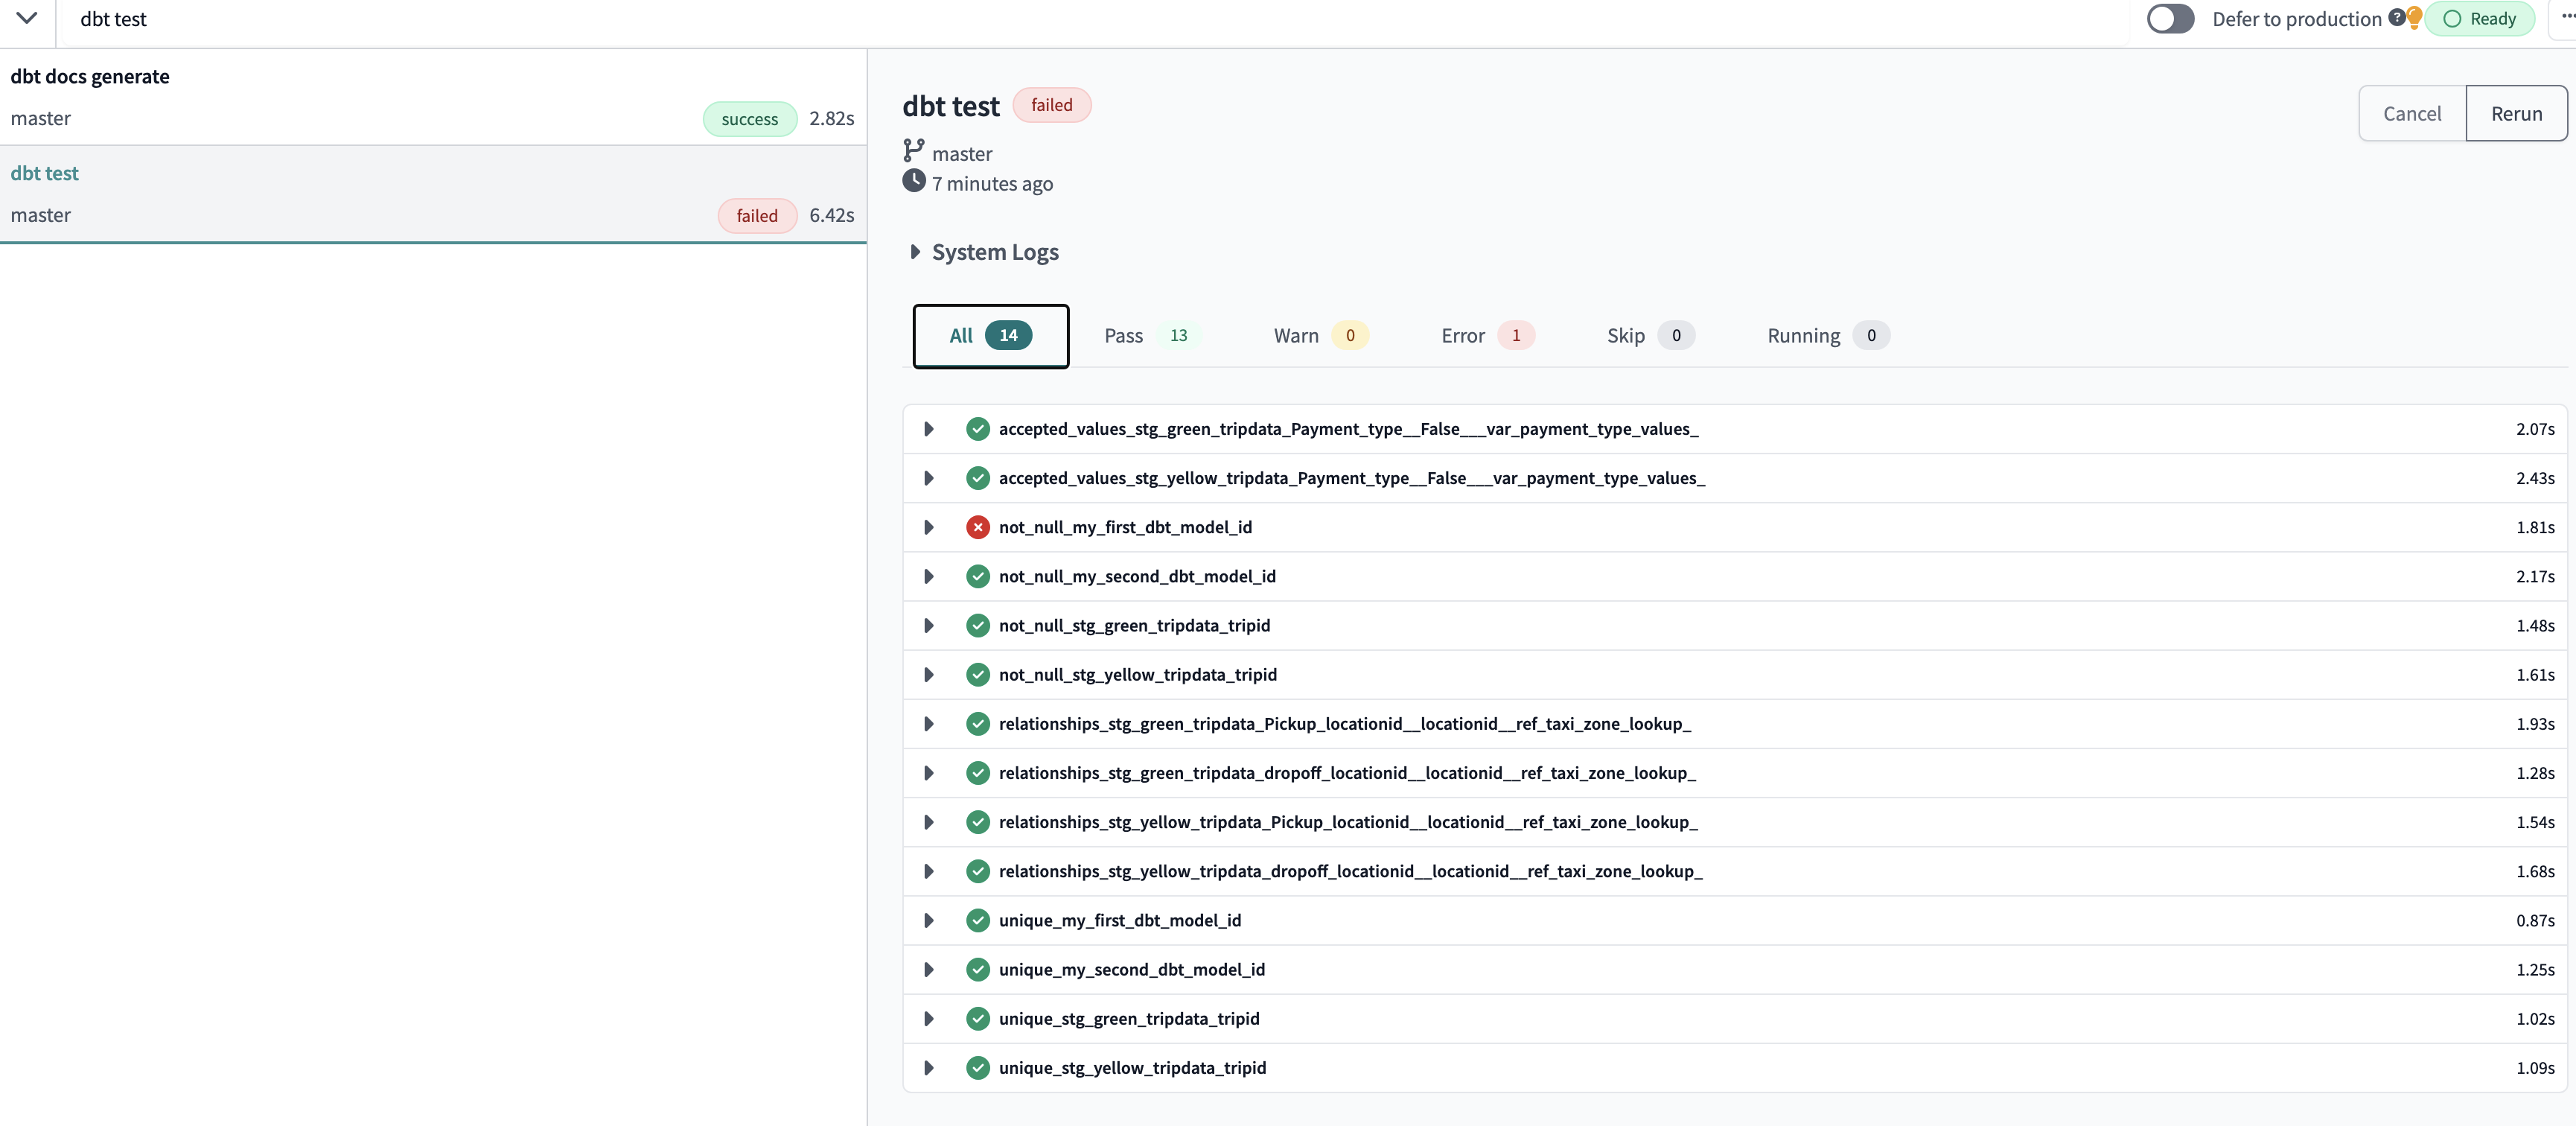 dbt test
Defer to production ? Ready ...
dbt docs generate
master success 2.82s
dbt test
master failed 6.42s
dbt test failed
Cancel Rerun
master
7 minutes ago
System Logs
All 14 Pass 13 Warn 0 Error 1 Skip 0 Running 0
accepted_values_stg_green_tripdata_Payment_type__False___var_payment_type_values_ 2.07s
accepted_values_stg_yellow_tripdata_Payment_type__False___var_payment_type_values_ 2.43s
not_null_my_first_dbt_model_id 1.81s
not_null_my_second_dbt_model_id 2.17s
not_null_stg_green_tripdata_tripid 1.48s
not_null_stg_yellow_tripdata_tripid 1.61s
relationships_stg_green_tripdata_Pickup_locationid__locationid__ref_taxi_zone_lookup_ 1.93s
relationships_stg_green_tripdata_dropoff_locationid__locationid__ref_taxi_zone_lookup_ 1.28s
relationships_stg_yellow_tripdata_Pickup_locationid__locationid__ref_taxi_zone_lookup_ 1.54s
relationships_stg_yellow_tripdata_dropoff_locationid__locationid__ref_taxi_zone_lookup_ 1.68s
unique_my_first_dbt_model_id 0.87s
unique_my_second_dbt_model_id 1.25s
unique_stg_green_tripdata_tripid 1.02s
unique_stg_yellow_tripdata_tripid 1.09s